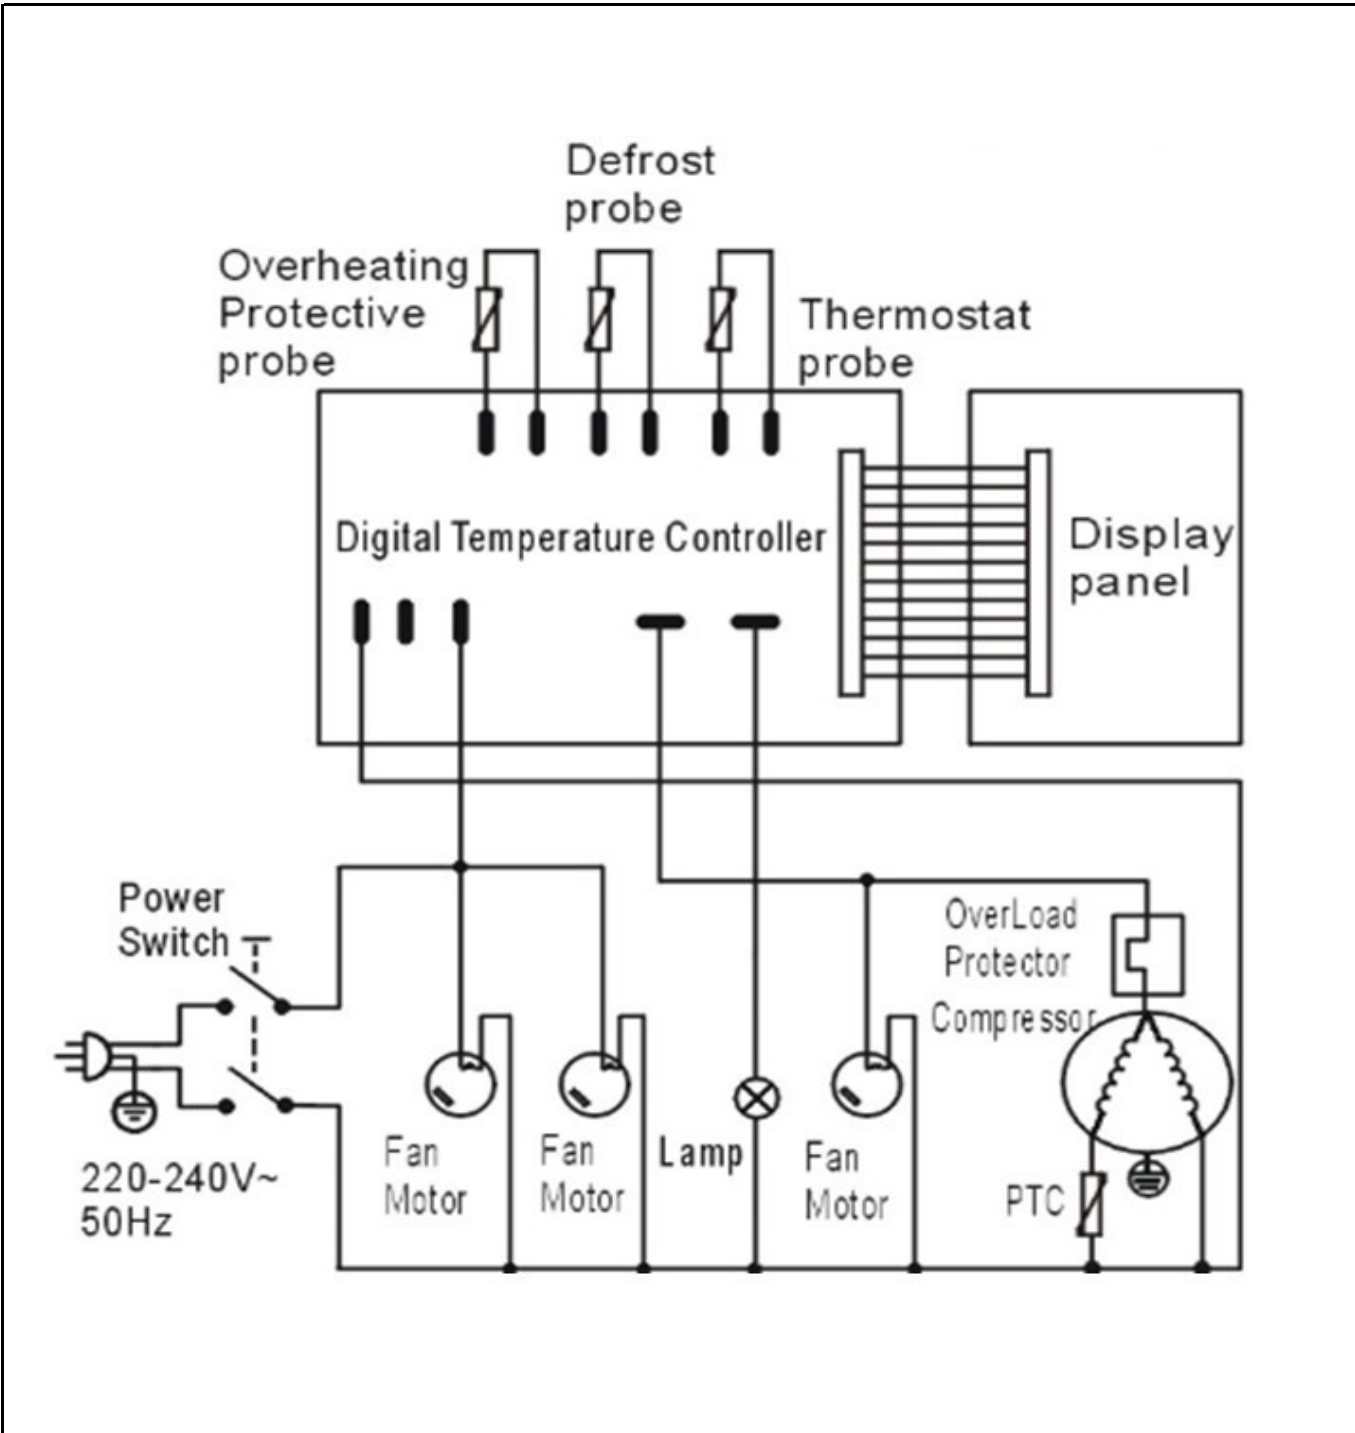 Defrost
probe
Overheating
Protective
probe
Thermostat
probe
Digital Temperature Controller
Display
panel
Power
Switch
220-240V~
50Hz
Fan
Motor
Fan
Motor
Lamp
Fan
Motor
OverLoad
Protector
Compressor
PTC